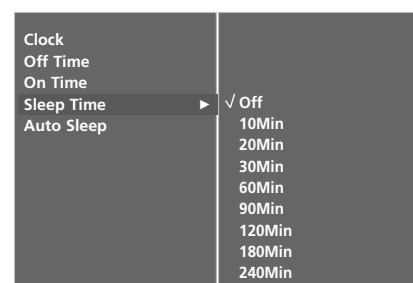 Clock
Off Time
On Time
Sleep Time ►
Auto Sleep
√ Off
10Min
20Min
30Min
60Min
90Min
120Min
180Min
240Min